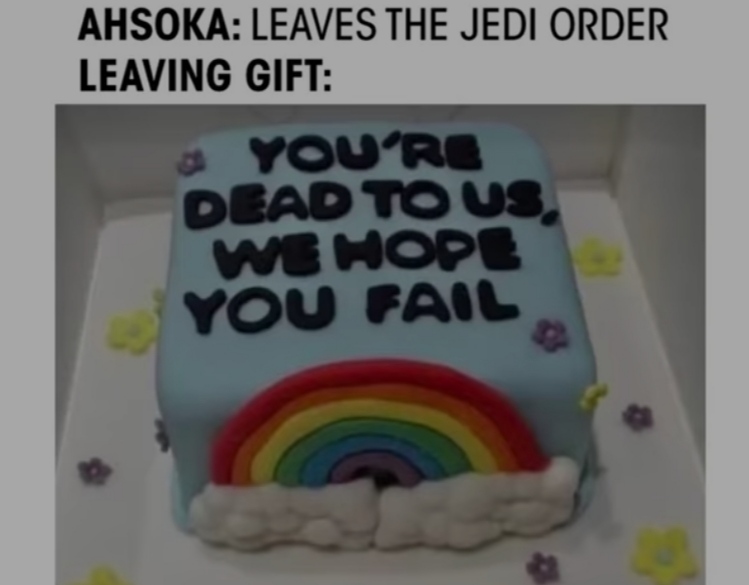 AHSOKA: LEAVES THE JEDI ORDER
LEAVING GIFT:
YOU'RE
DEAD TO US,
WE HOPE
YOU FAIL